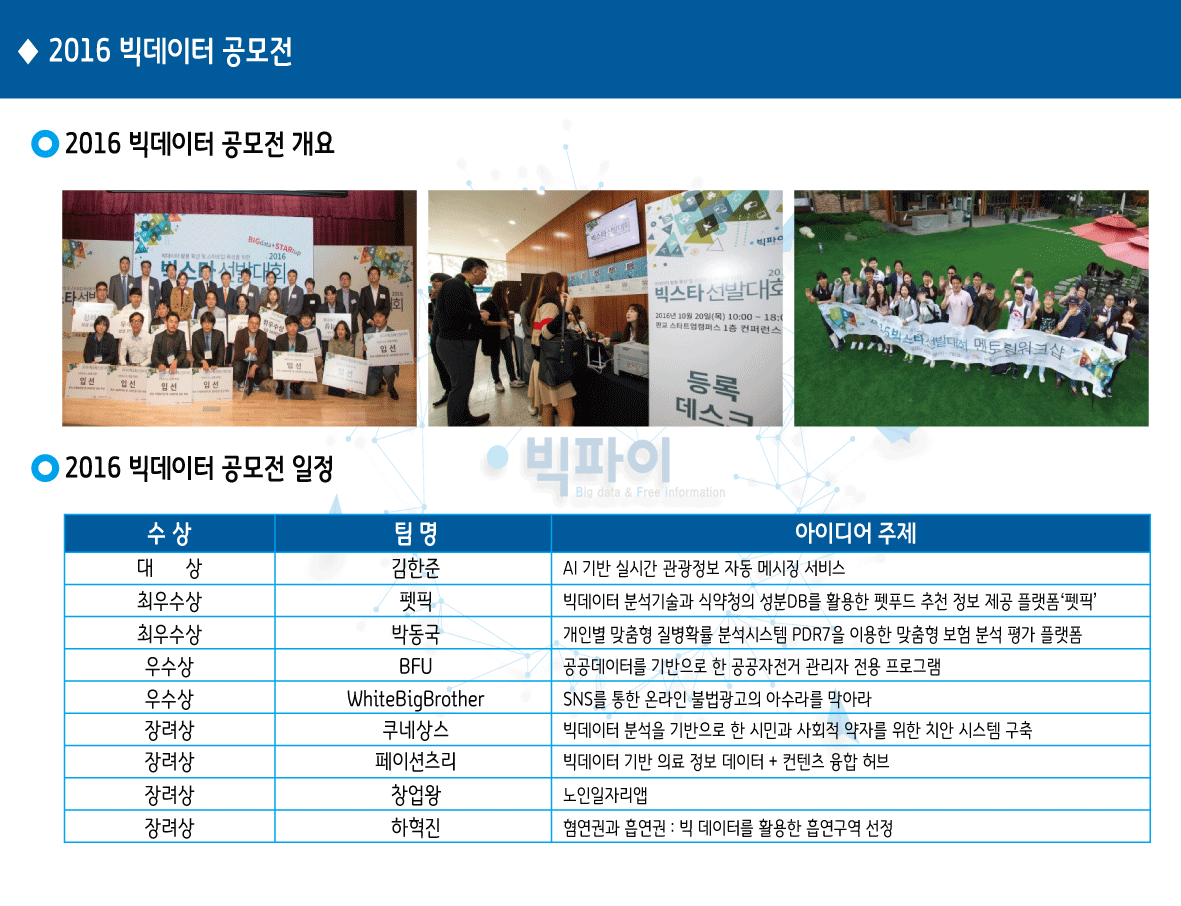 ◆ 2016 빅데이터 공모전
2016 빅데이터 공모전 개요
BIGdata+STARtup
2016
빅스타선발대회
입선
입선
입선
입선
입선
입선
입선
최우수상
빅스타선발대회
빅파이
빅스타선발대회
2016년 10월 20일(목) 10:00 ~ 18:0
판교 스타트업캠퍼스 1층 컨퍼런스
등록
데스크
빅스타선발대회 멘토링워크샵
빅파이
Big data & Free Information
2016 빅데이터 공모전 일정
수 상 팀 명 아이디어 주제
대 상 김한준 AI 기반 실시간 관광정보 자동 메시징 서비스
최우수상 펫픽 빅데이터 분석기술과 식약청의 성분DB를 활용한 펫푸드 추천 정보 제공 플랫폼‘펫픽’
최우수상 박동국 개인별 맞춤형 질병확률 분석시스템 PDR7을 이용한 맞춤형 보험 분석 평가 플랫폼
우수상 BFU 공공데이터를 기반으로 한 공공자전거 관리자 전용 프로그램
우수상 WhiteBigBrother SNS를 통한 온라인 불법광고의 아수라를 막아라
장려상 쿠네상스 빅데이터 분석을 기반으로 한 시민과 사회적 약자를 위한 치안 시스템 구축
장려상 페이션츠리 빅데이터 기반 의료 정보 데이터 + 컨텐츠 융합 허브
장려상 창업왕 노인일자리앱
장려상 하혁진 혐연권과 흡연권 : 빅 데이터를 활용한 흡연구역 선정